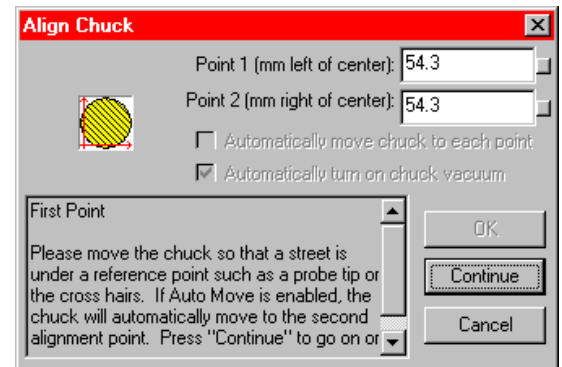 Align Chuck
Point 1 (mm left of center): 54.3
Point 2 (mm right of center): 54.3
Automatically move chuck to each point
Automatically turn on chuck vacuum
First Point
Please move the chuck so that a street is
under a reference point such as a probe tip or
the cross hairs.  If Auto Move is enabled, the
chuck will automatically move to the second
alignment point.  Press "Continue" to go on or
OK
Continue
Cancel